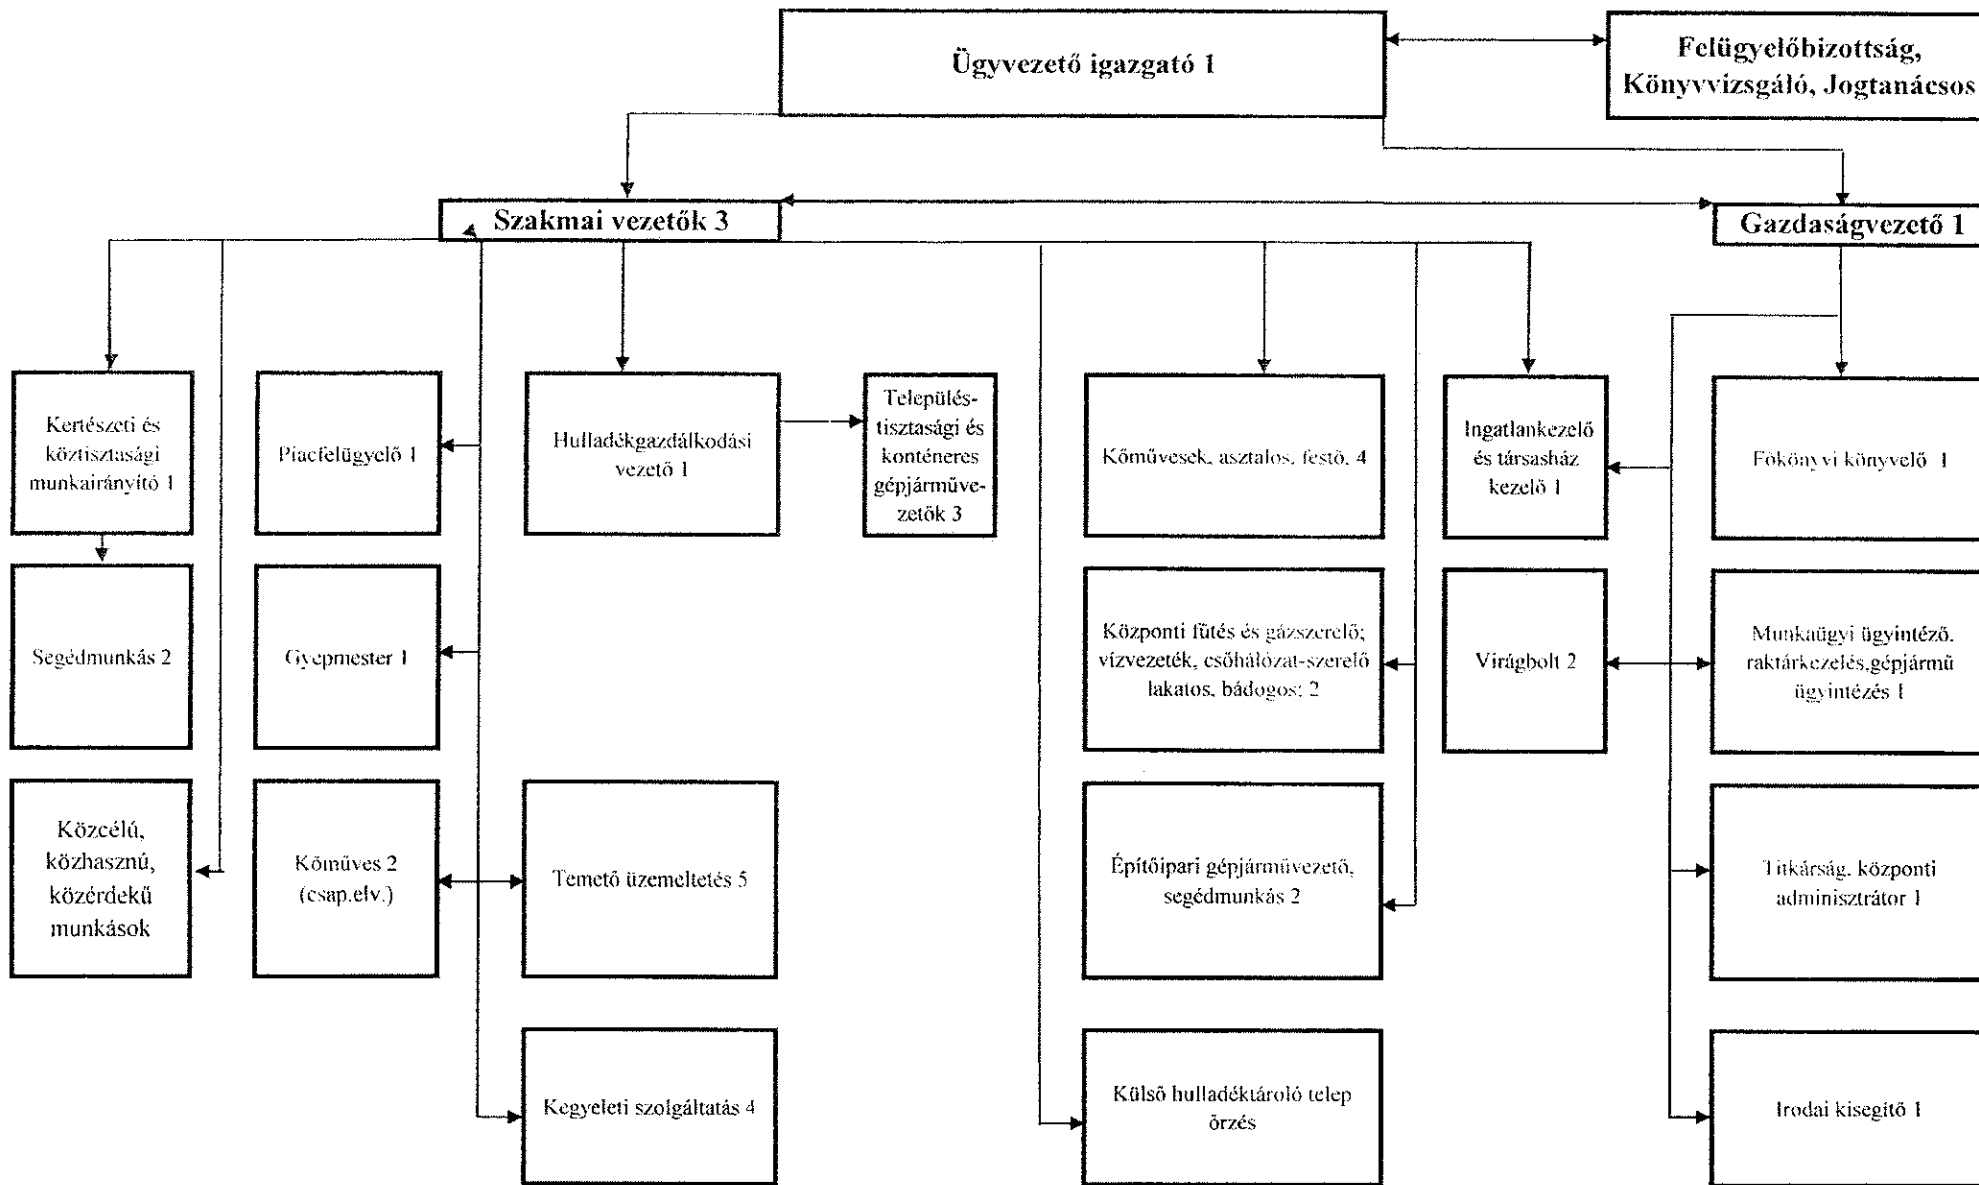 Ügyvezető igazgató 1
Felügyelőbizottság,
Könyvvizsgáló, Jogtanácsos
Szakmai vezetők 3
Gazdaságvezető 1
Kertészeti és
köztisztasági
munkairányító 1
Piacfelügyelő 1
Hulladékgazdálkodási
vezető 1
Település-
tisztasági és
konténeres
gépjárműve-
zetők 3
Kőművesek, asztalos, festő, 4
Ingatlankezelő
és társasház
kezelő 1
Főkönyvi könyvelő 1
Segédmunkás 2
Gyepmester 1
Központi fűtés és gázszerelő;
vízvezeték, csőhálózat-szerelő
lakatos, bádogos; 2
Virágbolt 2
Munkaügyi ügyintéző,
raktárkezelés,gépjármű
ügyintézés 1
Közcélú,
közhasznú,
közérdekű
munkások
Kőműves 2
(csap.elv.)
Temető üzemeltetés 5
Építőipari gépjárművezető,
segédmunkás 2
Titkárság, központi
adminisztrátor 1
Kegyeleti szolgáltatás 4
Külső hulladéktároló telep
őrzés
Irodai kisegítő 1